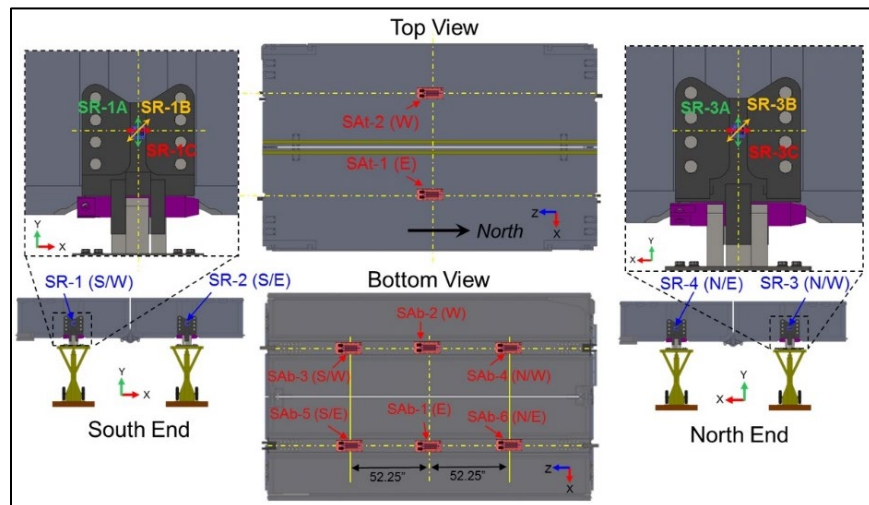 Top View
SR-1A
SR-1B
SR-1C
Y
X
SAt-2 (W)
SAt-1 (E)
North
Z
X
SR-3A
SR-3B
SR-3C
Y
X
SR-1 (S/W)
SR-2 (S/E)
Y
X
South End
Bottom View
SAb-2 (W)
SAb-3 (S/W)
SAb-4 (N/W)
SAb-5 (S/E)
SAb-1 (E)
SAb-6 (N/E)
52.25"
52.25"
Z
X
SR-4 (N/E)
SR-3 (N/W)
Y
X
North End